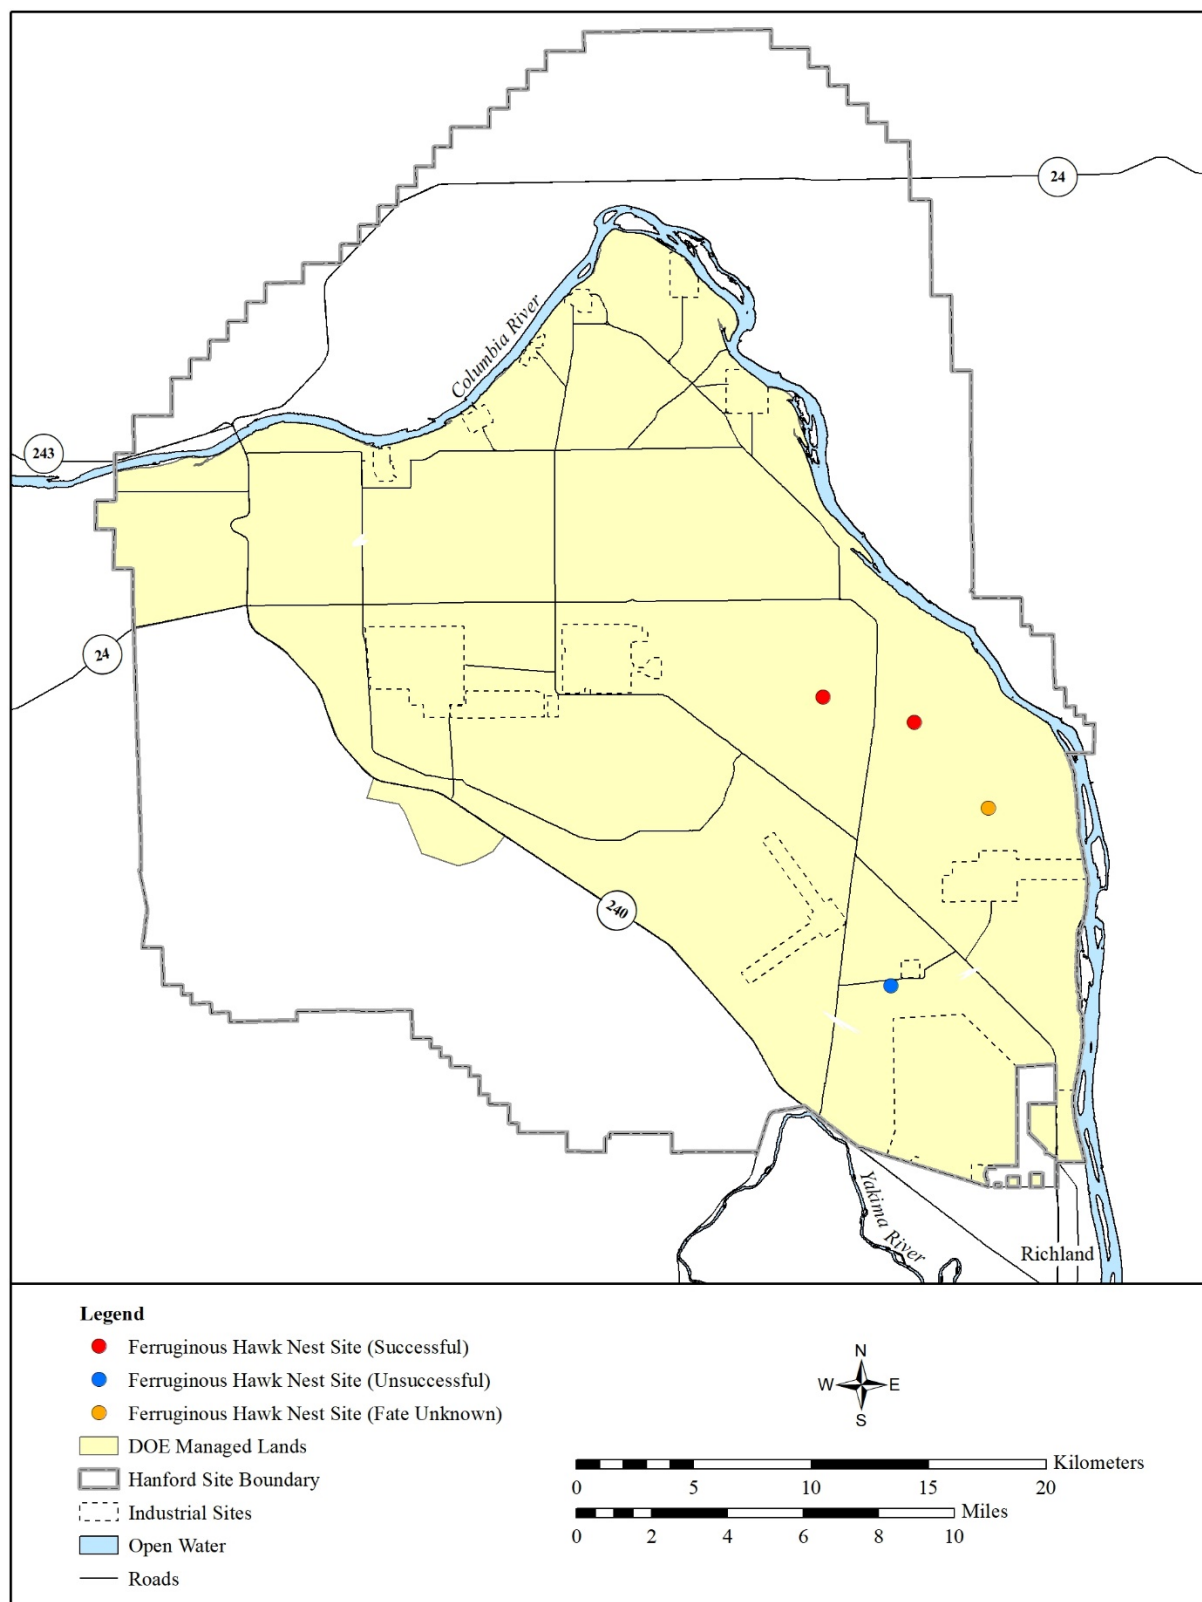 24
Columbia River
243
24
240
Yakima River
Richland
Legend
Ferruginous Hawk Nest Site (Successful)
Ferruginous Hawk Nest Site (Unsuccessful)
Ferruginous Hawk Nest Site (Fate Unknown)
DOE Managed Lands
Hanford Site Boundary
Industrial Sites
Open Water
Roads
N
W E
S
Kilometers
0 5 10 15 20
Miles
0 2 4 6 8 10